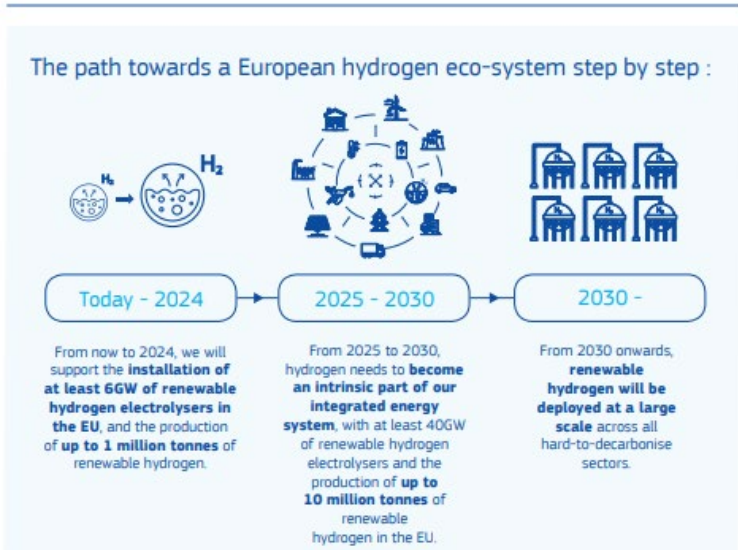 The path towards a European hydrogen eco-system step by step :
H₂
H₂
Today - 2024
2025 - 2030
2030 -
From now to 2024, we will
support the installation of
at least 6GW of renewable
hydrogen electrolysers in
the EU, and the production
of up to 1 million tonnes of
renewable hydrogen.
From 2025 to 2030,
hydrogen needs to become
an intrinsic part of our
integrated energy
system, with at least 40GW
of renewable hydrogen
electrolysers and the
production of up to
10 million tonnes of
renewable
hydrogen in the EU.
From 2030 onwards,
renewable
hydrogen will be
deployed at a large
scale across all
hard-to-decarbonise
sectors.